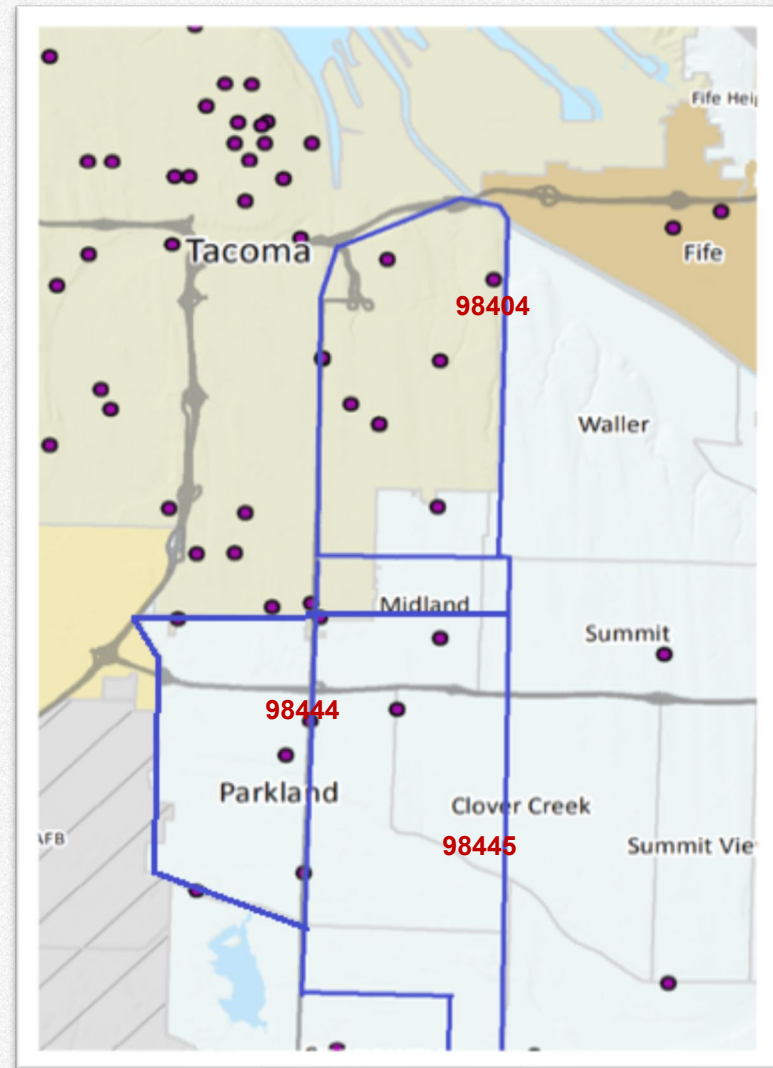 Fife Hei
Tacoma
Fife
98404
Waller
Midland
Summit
98444
Parkland
Clover Creek
AFB
98445
Summit Vie